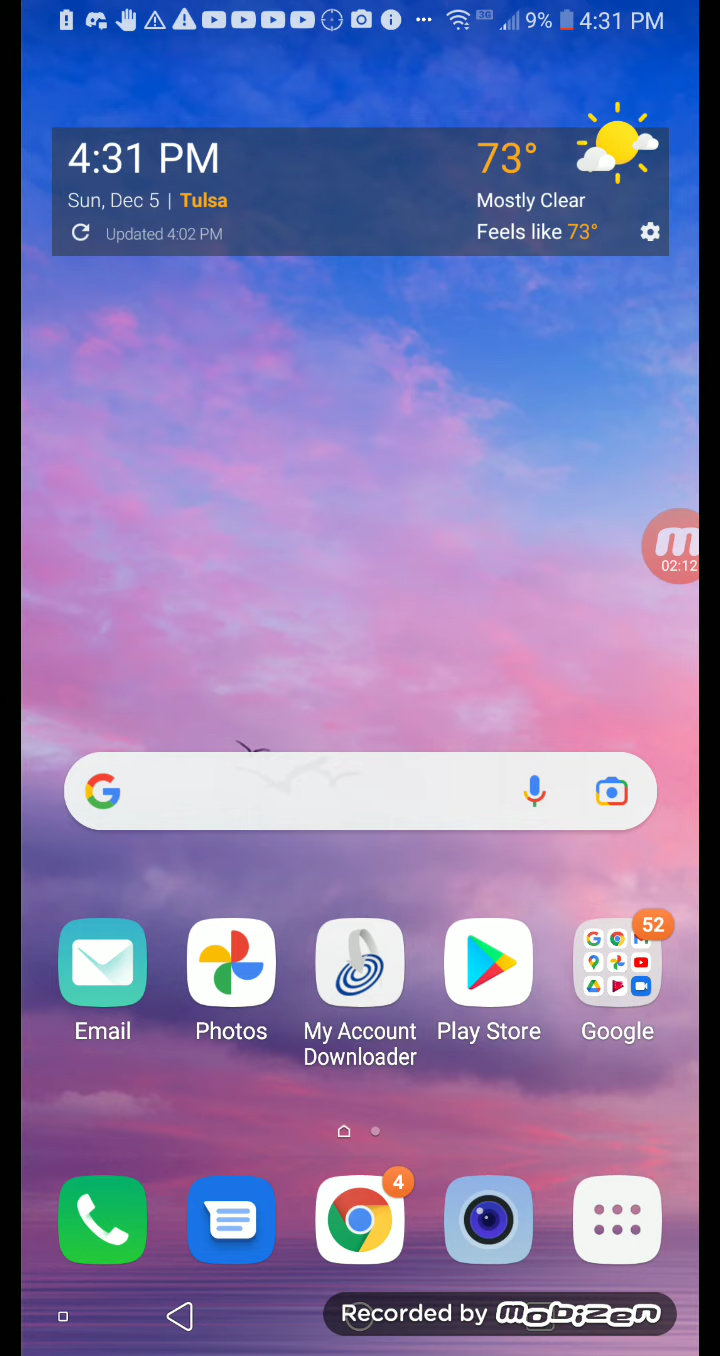 3G 9% 4:31 PM
4:31 PM
73°
Sun, Dec 5 | Tulsa
Mostly Clear
Updated 4:02 PM
Feels like 73°
02:12
52
Email
Photos
My Account Downloader
Play Store
Google
4
Recorded by mobizen